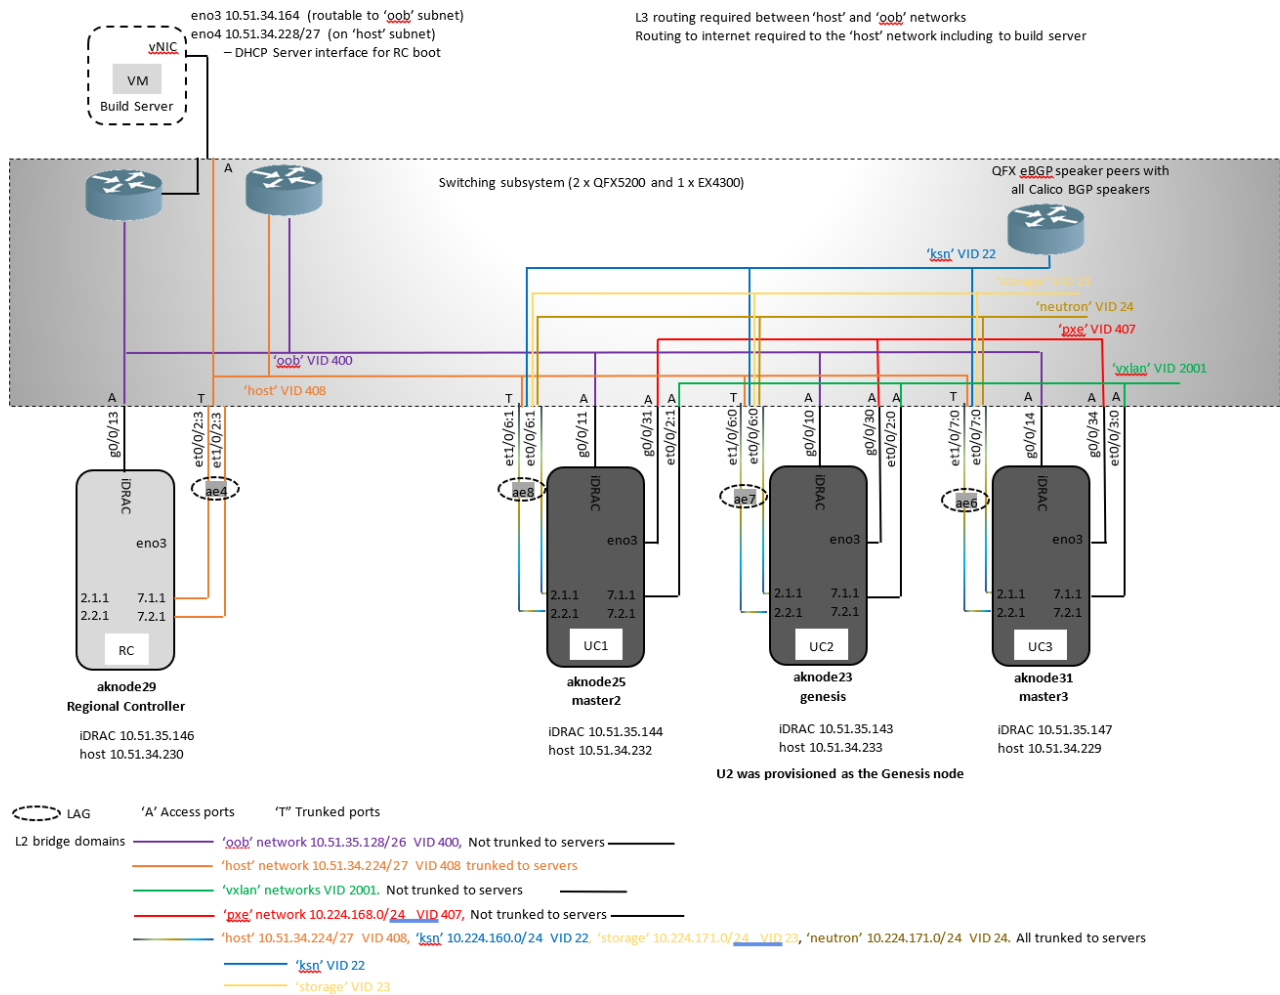 eno3 10.51.34.164  (routable to ‘oob’ subnet)
eno4 10.51.34.228/27  (on ‘host’ subnet)
– DHCP Server interface for RC boot
L3 routing required between ‘host’ and ‘oob’ networks
Routing to internet required to the ‘host’ network including to build server
vNIC
VM
Build Server
A
Switching subsystem (2 x QFX5200 and 1 x EX4300)
QFX eBGP speaker peers with
all Calico BGP speakers
‘ksn’ VID 22
‘storage’ VID 23
‘neutron’ VID 24
‘pxe’ VID 407
‘oob’ VID 400
‘vxlan’ VID 2001
‘host’ VID 408
A T T A A A T A A A T A A A
g0/0/13
et0/0/2:3
et1/0/2:3
et1/0/6:1
et0/0/6:1
g0/0/11
g0/0/31
et0/0/2:1
et1/0/6:0
et0/0/6:0
g0/0/10
g0/0/30
et0/0/2:0
et1/0/7:0
et0/0/7:0
g0/0/14
g0/0/34
et0/0/3:0
ae4
ae8
ae7
ae6
iDRAC
iDRAC
iDRAC
iDRAC
eno3
eno3
eno3
eno3
2.1.1 7.1.1
2.2.1 7.2.1
RC
2.1.1 7.1.1
2.2.1 7.2.1
UC1
2.1.1 7.1.1
2.2.1 7.2.1
UC2
2.1.1 7.1.1
2.2.1 7.2.1
UC3
aknode29
Regional Controller
iDRAC 10.51.35.146
host 10.51.34.230
aknode25
master2
iDRAC 10.51.35.144
host 10.51.34.232
aknode23
genesis
iDRAC 10.51.35.143
host 10.51.34.233
aknode31
master3
iDRAC 10.51.35.147
host 10.51.34.229
U2 was provisioned as the Genesis node
LAG ‘A’ Access ports ‘T” Trunked ports
L2 bridge domains
‘oob’ network 10.51.35.128/26  VID 400, Not trunked to servers
‘host’ network 10.51.34.224/27  VID 408 trunked to servers
‘vxlan’ networks VID 2001. Not trunked to servers
‘pxe’ network 10.224.168.0/24  VID 407, Not trunked to servers
‘host’ 10.51.34.224/27  VID 408, ‘ksn’ 10.224.160.0/24  VID 22, ‘storage’ 10.224.171.0/24  VID 23, ‘neutron’ 10.224.171.0/24  VID 24. All trunked to servers
‘ksn’ VID 22
‘storage’ VID 23